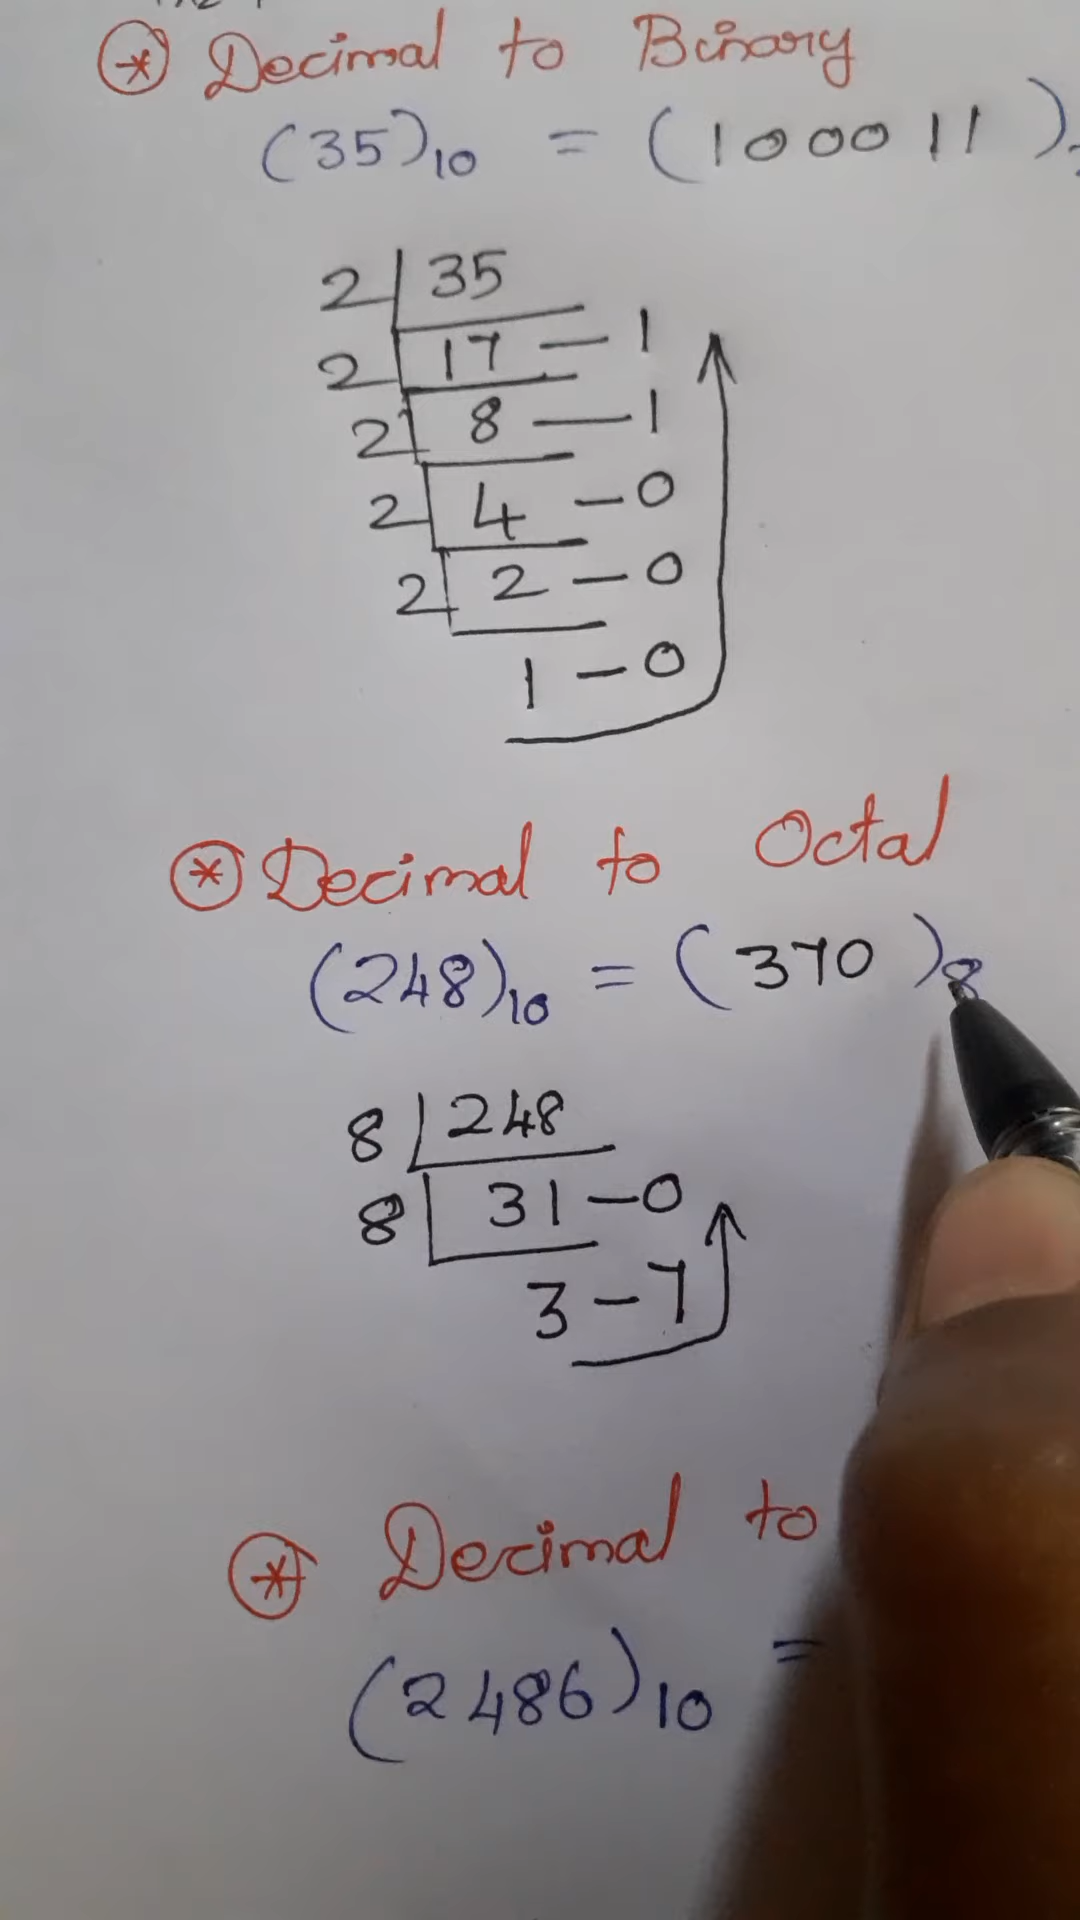 ⊛ Decimal to Binary
(35)10 = (100011)
2 | 35
2 | 17 — 1
2 | 8 — 1
2 | 4 — 0
2 | 2 — 0
1 — 0
⊛ Decimal to Octal
(248)10 = (370)8
8 | 248
8 | 31 — 0
3 — 7
⊛ Decimal to
(2486)10 =